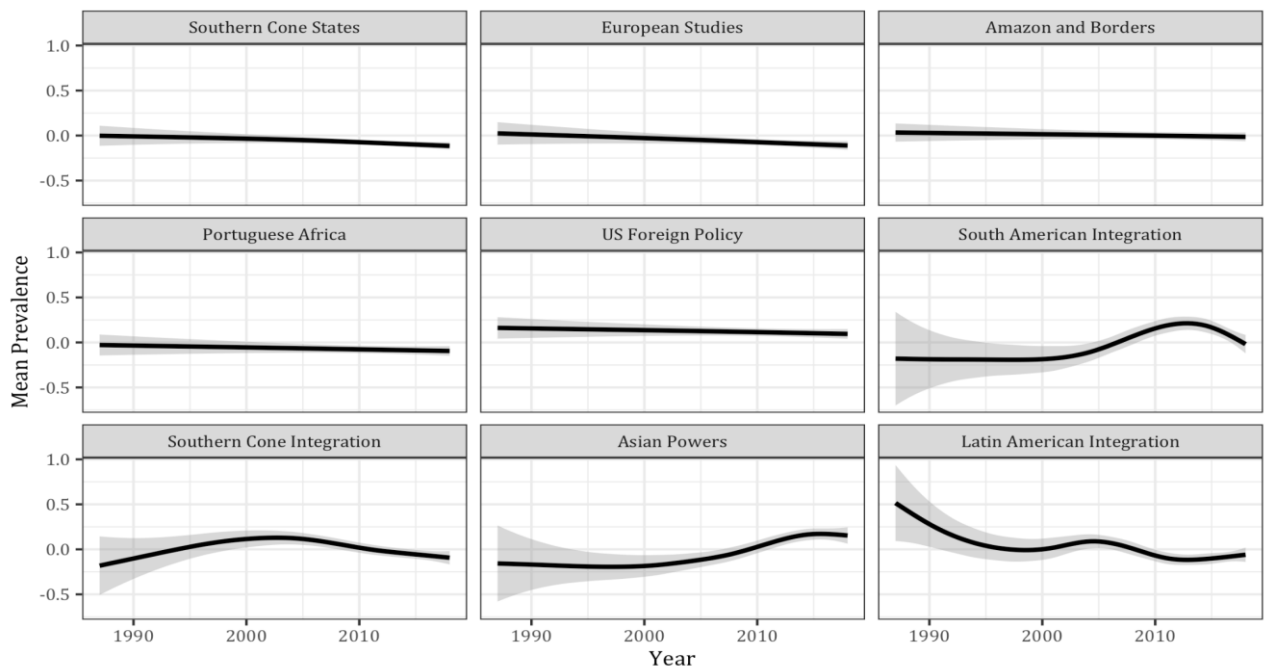 Southern Cone States
European Studies
Amazon and Borders
1.0
0.5
0.0
-0.5
Portuguese Africa
US Foreign Policy
South American Integration
1.0
0.5
0.0
-0.5
Southern Cone Integration
Asian Powers
Latin American Integration
1.0
0.5
0.0
-0.5
Mean Prevalence
1990 2000 2010
1990 2000 2010
1990 2000 2010
Year